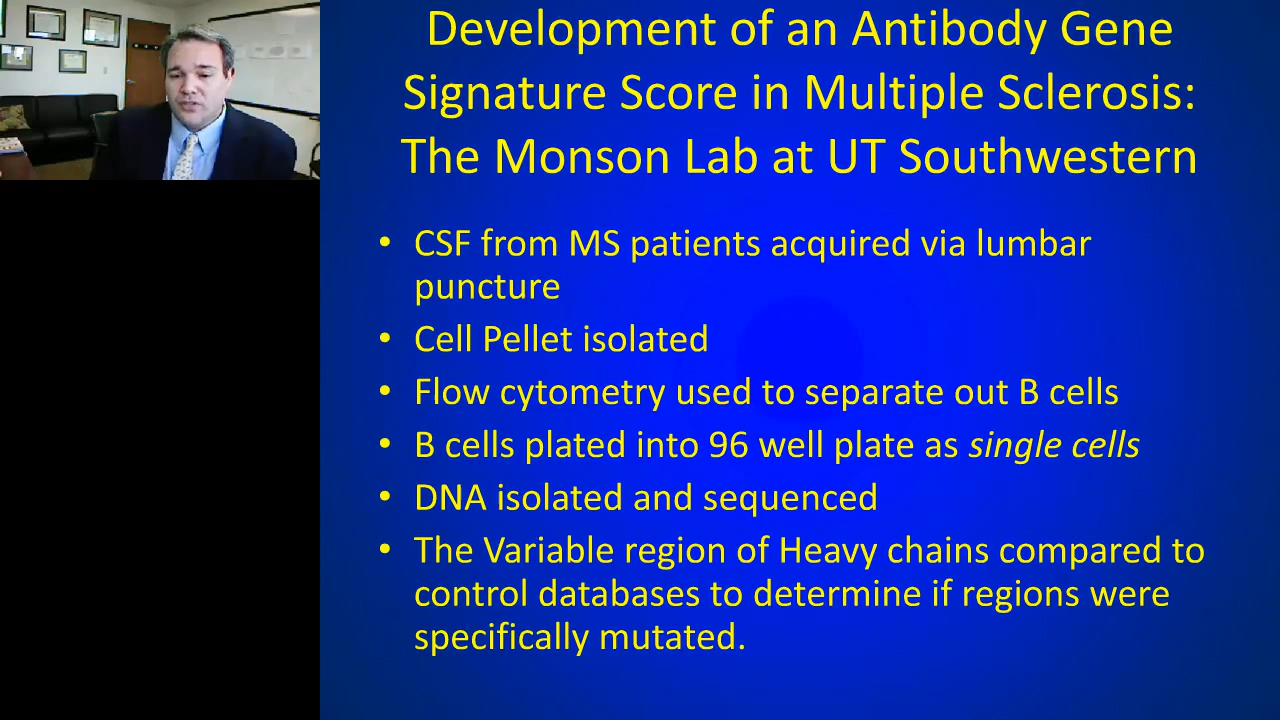 Development of an Antibody Gene
Signature Score in Multiple Sclerosis:
The Monson Lab at UT Southwestern
• CSF from MS patients acquired via lumbar
puncture
• Cell Pellet isolated
• Flow cytometry used to separate out B cells
• B cells plated into 96 well plate as single cells
• DNA isolated and sequenced
• The Variable region of Heavy chains compared to
control databases to determine if regions were
specifically mutated.